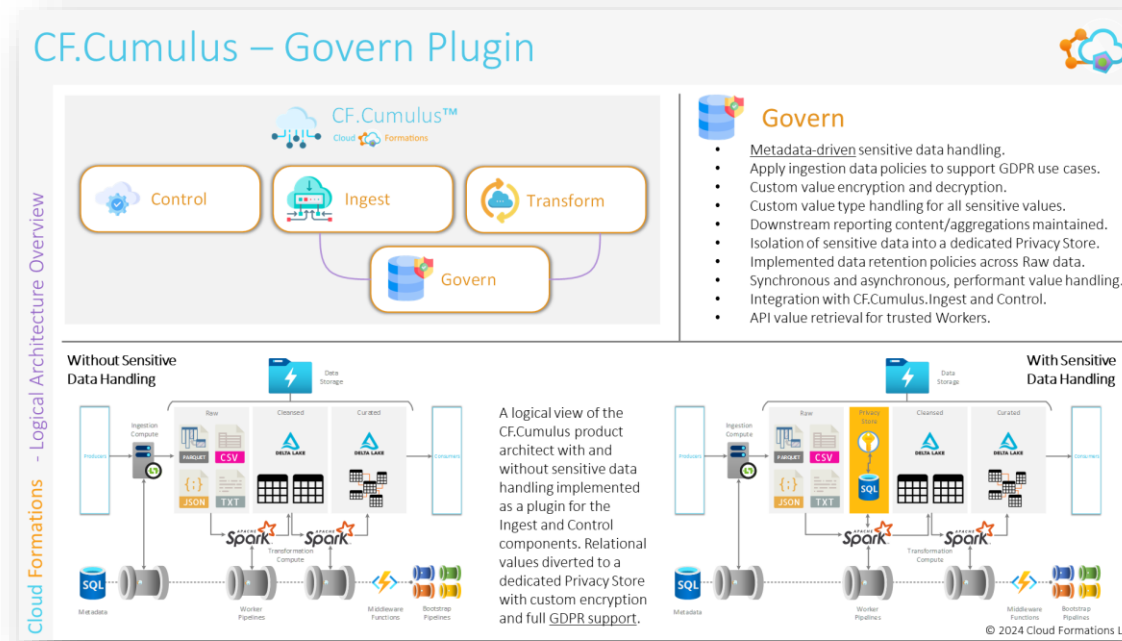 CF.Cumulus – Govern Plugin
Cloud Formations - Logical Architecture Overview
CF.Cumulus™
Cloud Formations
Control
Ingest
Transform
Govern
Govern
• Metadata-driven sensitive data handling.
• Apply ingestion data policies to support GDPR use cases.
• Custom value encryption and decryption.
• Custom value type handling for all sensitive values.
• Downstream reporting content/aggregations maintained.
• Isolation of sensitive data into a dedicated Privacy Store.
• Implemented data retention policies across Raw data.
• Synchronous and asynchronous, performant value handling.
• Integration with CF.Cumulus.Ingest and Control.
• API value retrieval for trusted Workers.
Without Sensitive
Data Handling
Data
Storage
Producers
Ingestion
Compute
Raw
Cleansed
Curated
PARQUET
CSV
JSON
TXT
DELTA LAKE
DELTA LAKE
Consumers
APACHE
Spark
APACHE
Spark
Transformation
Compute
SQL
Metadata
Worker
Pipelines
Middleware
Functions
Bootstrap
Pipelines
A logical view of the
CF.Cumulus product
architect with and
without sensitive data
handling implemented
as a plugin for the
Ingest and Control
components. Relational
values diverted to a
dedicated Privacy Store
with custom encryption
and full GDPR support.
With Sensitive
Data Handling
Data
Storage
Producers
Ingestion
Compute
Raw
Privacy
Store
Cleansed
Curated
PARQUET
CSV
JSON
TXT
SQL
DELTA LAKE
DELTA LAKE
Consumers
APACHE
Spark
APACHE
Spark
Transformation
Compute
SQL
Metadata
Worker
Pipelines
Middleware
Functions
Bootstrap
Pipelines
© 2024 Cloud Formations L